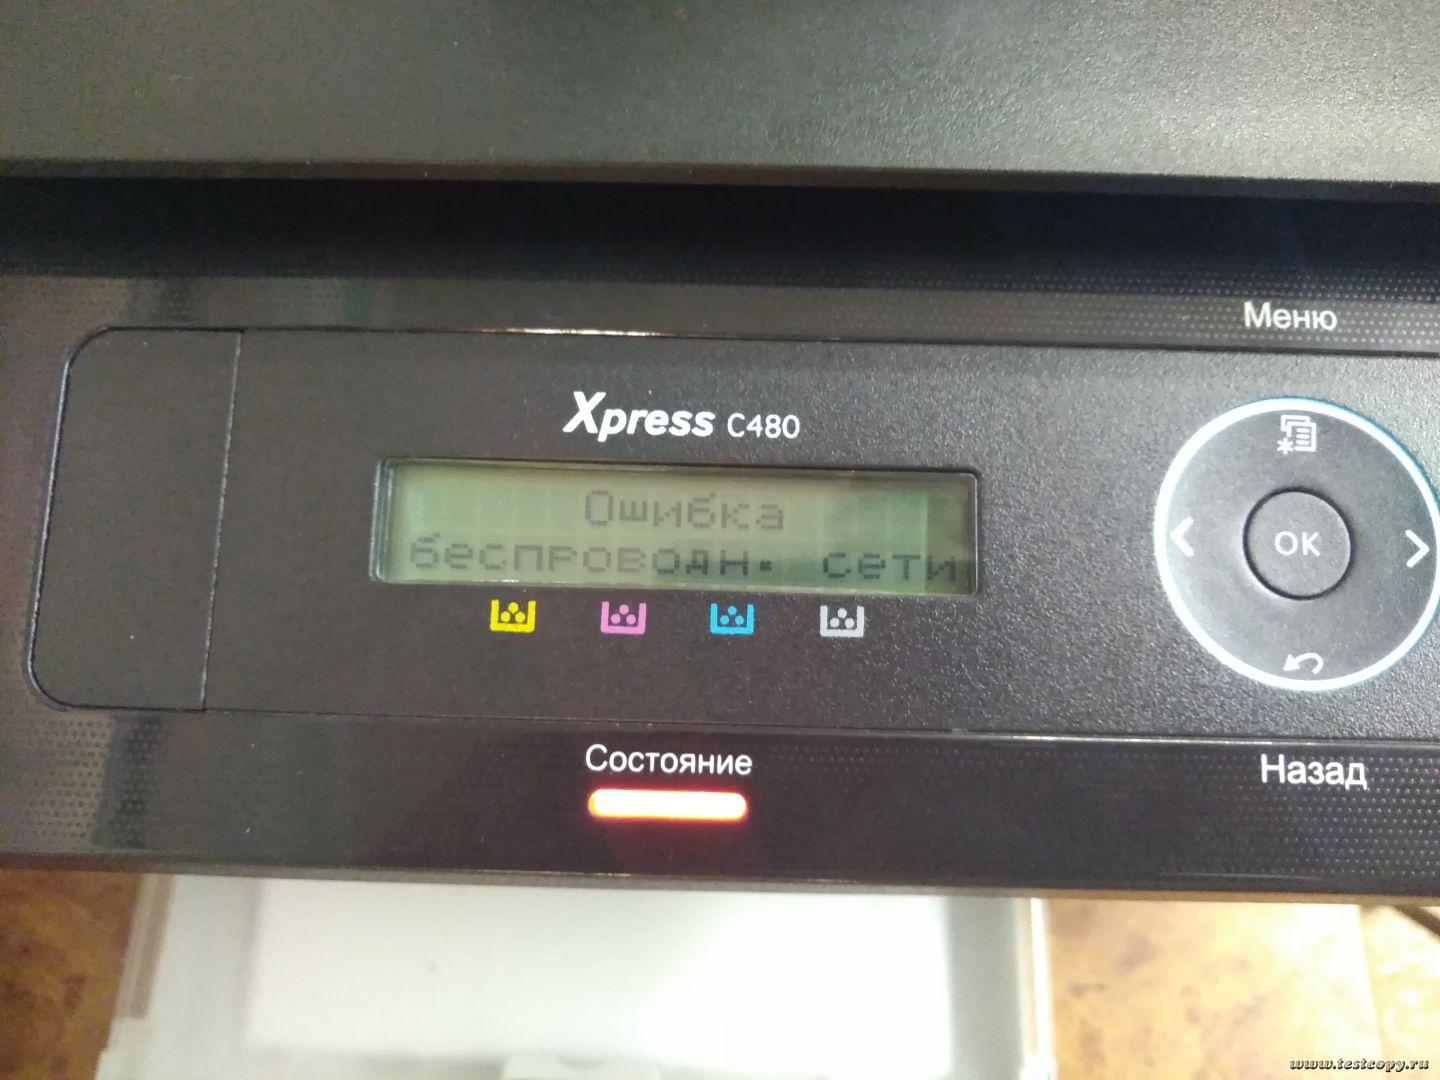 Меню
Xpress C480
Ошибка
беспроводн. сети
OK
Состояние
Назад
www.testcopy.ru